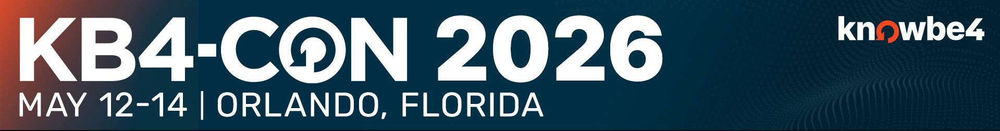 KB4-CON 2026
knowbe4
MAY 12-14 | ORLANDO, FLORIDA